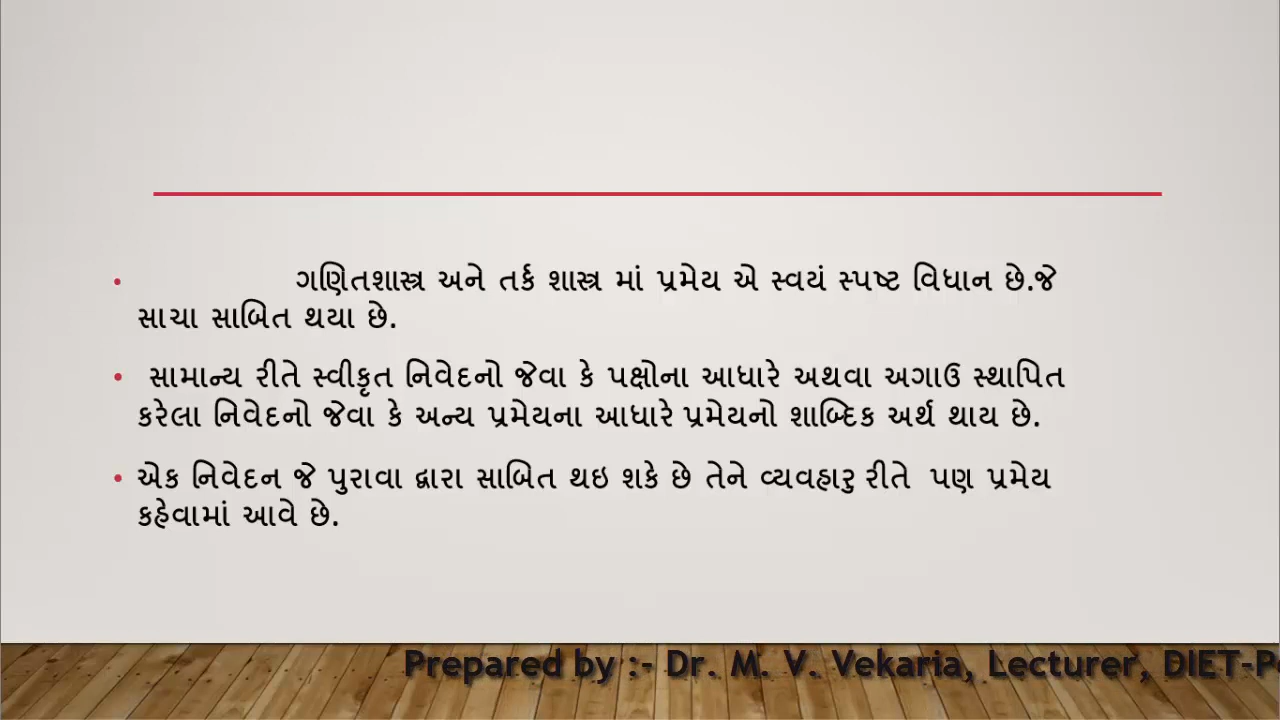 ગણિતશાસ્ત્ર અને તર્ક શાસ્ત્ર માં પ્રમેય એ સ્વયં સ્પષ્ટ વિધાન છે.જે
સાચા સાબિત થયા છે.
સામાન્ય રીતે સ્વીકૃત નિવેદનો જેવા કે પક્ષોના આધારે અથવા અગાઉ સ્થાપિત
કરેલા નિવેદનો જેવા કે અન્ય પ્રમેયના આધારે પ્રમેયનો શાબ્દિક અર્થ થાય છે.
એક નિવેદન જે પુરાવા દ્વારા સાબિત થઇ શકે છે તેને વ્યવહારુ રીતે પણ પ્રમેય
કહેવામાં આવે છે.
Prepared by :- Dr. M. V. Vekaria, Lecturer, DIET-P